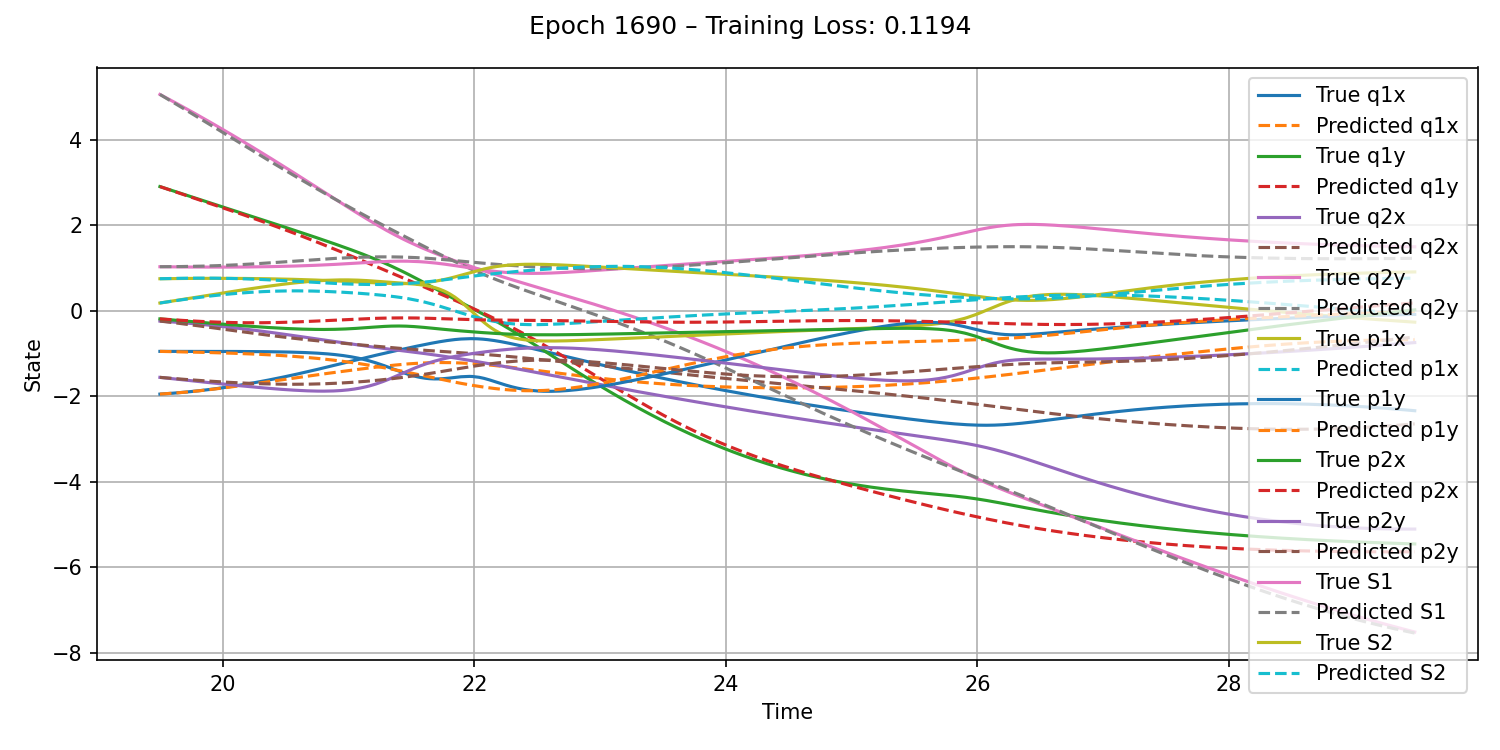 Epoch 1690 – Training Loss: 0.1194
State
4
2
0
−2
−4
−6
−8
20
22
24
26
28
Time
True q1x
Predicted q1x
True q1y
Predicted q1y
True q2x
Predicted q2x
True q2y
Predicted q2y
True p1x
Predicted p1x
True p1y
Predicted p1y
True p2x
Predicted p2x
True p2y
Predicted p2y
True S1
Predicted S1
True S2
Predicted S2